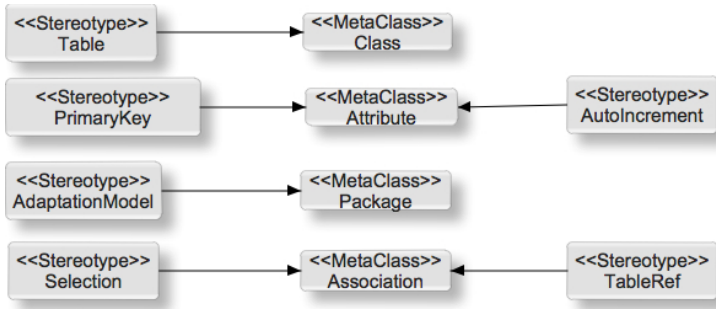 <<Stereotype>>
Table
<<MetaClass>>
Class
<<Stereotype>>
PrimaryKey
<<MetaClass>>
Attribute
<<Stereotype>>
AutoIncrement
<<Stereotype>>
AdaptationModel
<<MetaClass>>
Package
<<Stereotype>>
Selection
<<MetaClass>>
Association
<<Stereotype>>
TableRef